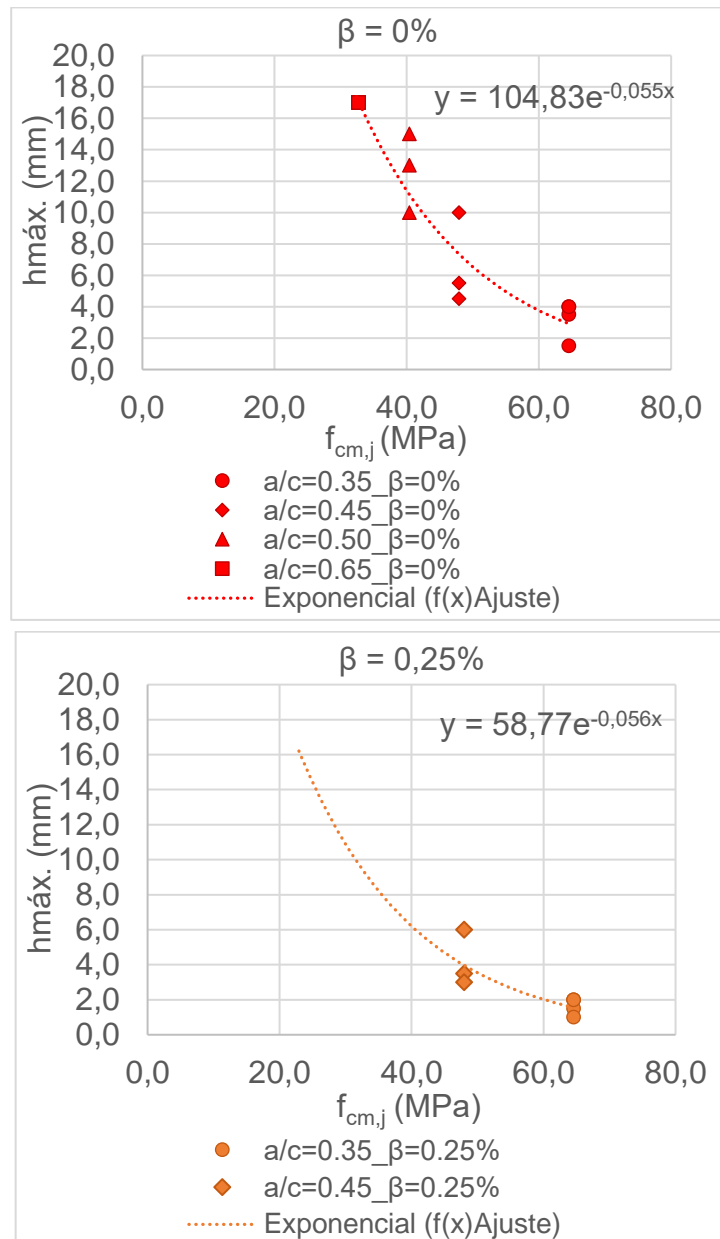 β = 0%
y = 104,83e-0,055x
20,0
18,0
16,0
14,0
12,0
10,0
8,0
6,0
4,0
2,0
0,0
hmáx. (mm)
0,0 20,0 40,0 60,0 80,0
fcm,j (MPa)
a/c=0.35_β=0%
a/c=0.45_β=0%
a/c=0.50_β=0%
a/c=0.65_β=0%
Exponencial (f(x)Ajuste)
β = 0,25%
y = 58,77e-0,056x
20,0
18,0
16,0
14,0
12,0
10,0
8,0
6,0
4,0
2,0
0,0
hmáx. (mm)
0,0 20,0 40,0 60,0 80,0
fcm,j (MPa)
a/c=0.35_β=0.25%
a/c=0.45_β=0.25%
Exponencial (f(x)Ajuste)